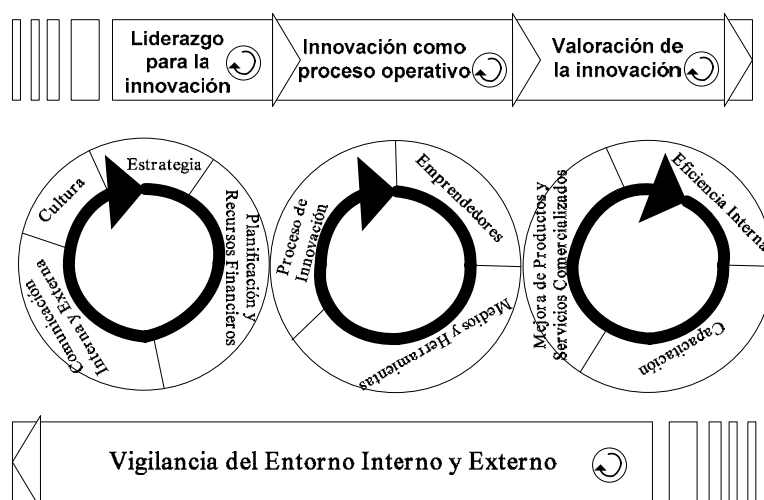 Liderazgo
para la
innovación
Innovación como
proceso operativo
Valoración de
la innovación
Cultura
Estrategia
Planificación y
Recursos Financieros
Comunicación
Interna y Externa
Proceso de
Innovación
Emprendedores
Medios y Herramientas
Mejora de Productos y
Servicios Comercializados
Eficiencia Interna
Capacitación
Vigilancia del Entorno Interno y Externo